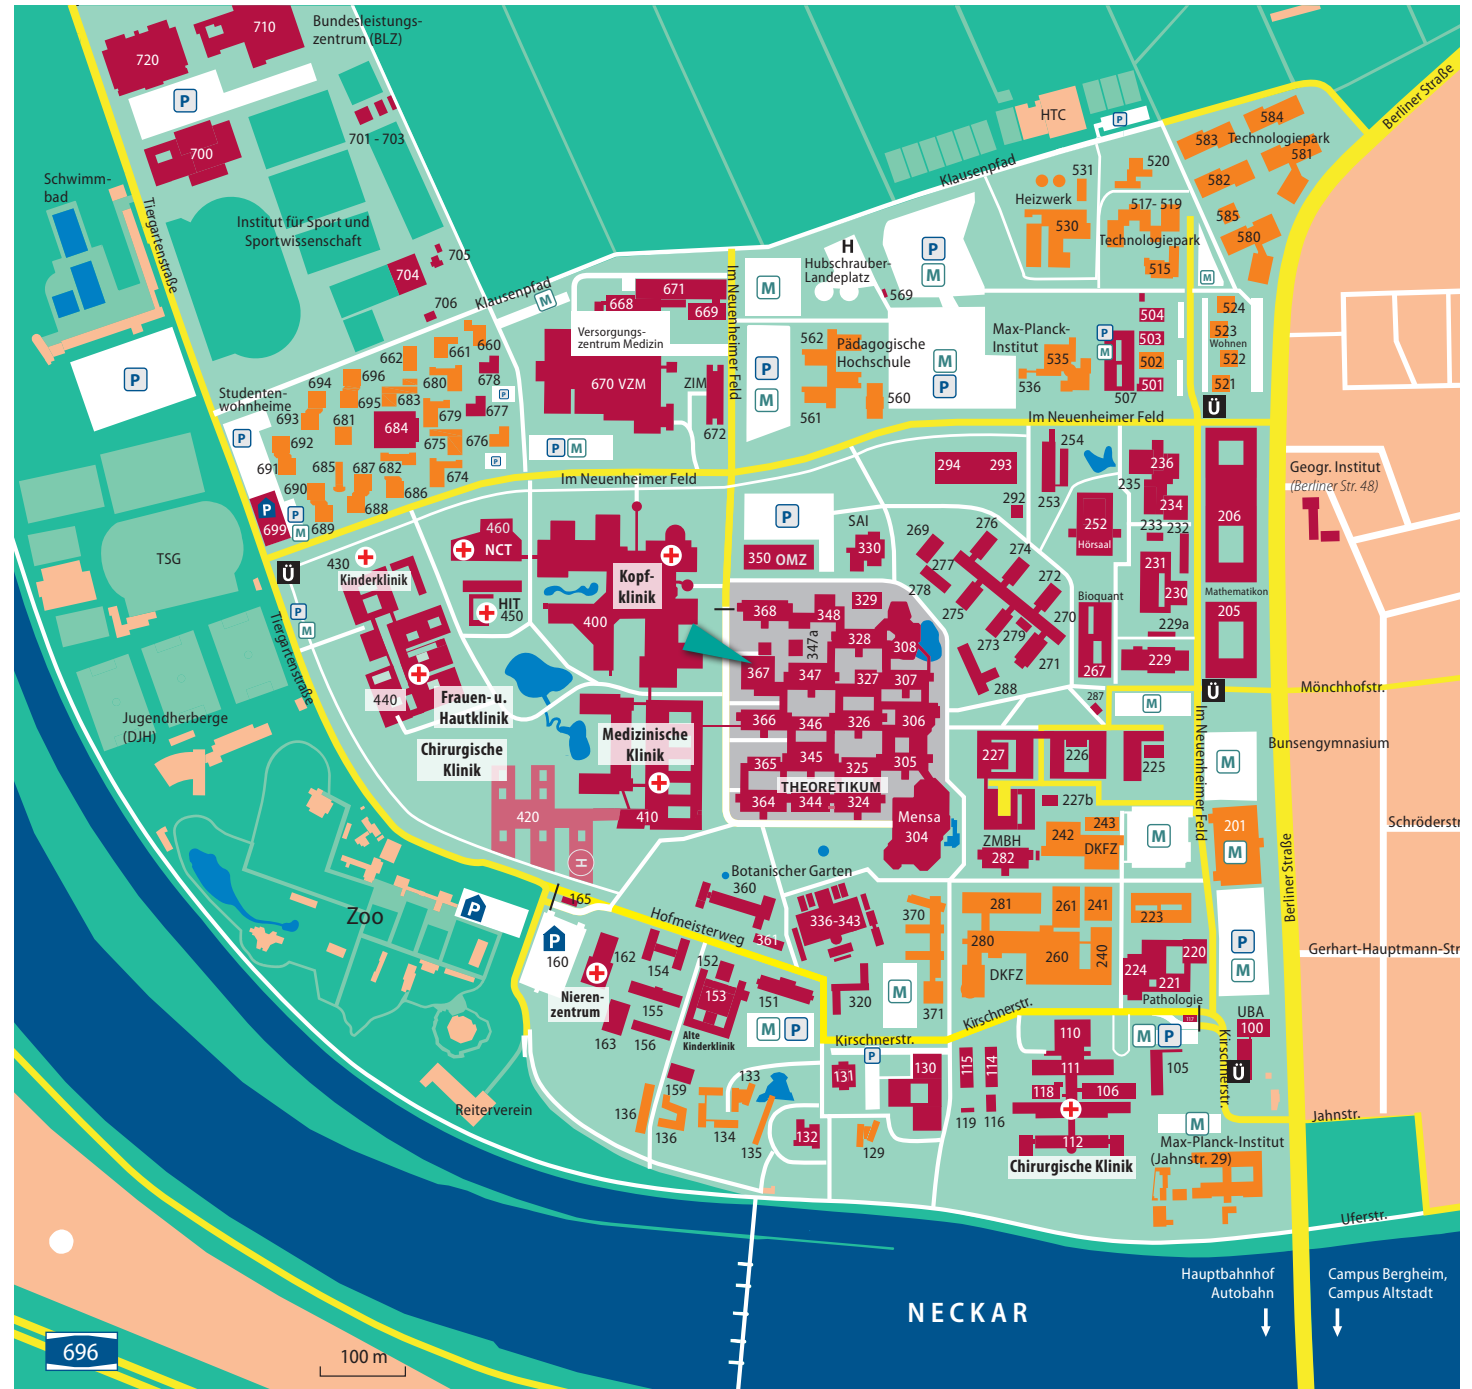 710
Bundesleistungs-
zentrum (BLZ)
720
P
701 - 703
700
Schwimm-
bad
Tiergartenstraße
Institut für Sport und
Sportwissenschaft
704
705
706
Klausenpfad
M
HTC
P
Klausenpfad
Berliner Straße
584
583
Technologiepark
581
582
585
580
520
531
Heizwerk
530
517- 519
Technologiepark
515
M
H
Hubschrauber-
Landeplatz
569
P
M
M
Im Neuenheimer Feld
671
668
669
Versorgungs-
zentrum Medizin
670 VZM
ZIM
672
P
M
562
Pädagogische
Hochschule
561
560
M
P
Max-Planck-
Institut
535
536
P
M
507
504
503
502
501
524
523
Wohnen
522
521
Ü
Im Neuenheimer Feld
P
Studenten-
wohnheime
P
660
661
662
678
696
680
694
695
683
677
P
693
681
684
679
676
692
675
P
691
685
687
682
674
690
686
688
689
P
699
P
M
P
M
Im Neuenheimer Feld
TSG
Ü
430
Kinderklinik
460
NCT
HIT
450
Kopf-
klinik
400
P
M
Tiergartenstraße
440
Frauen- u.
Hautklinik
Chirurgische
Klinik
Medizinische
Klinik
420
410
H
P
SAI
350 OMZ
330
294
293
292
254
253
252
Hörsaal
236
235
234
233
232
231
230
206
Mathematikon
205
229a
229
Bioquant
267
269
276
277
274
278
272
275
270
273
279
271
288
287
Geogr. Institut
(Berliner Str. 48)
Mönchhofstr.
Ü
M
368
348
329
347a
328
308
367
347
327
307
366
346
326
306
365
345
325
305
THEORETIKUM
364
344
324
Mensa
304
227
226
225
227b
ZMBH
282
242
243
DKFZ
M
Im Neuenheimer Feld
M
Bunsengymnasium
201
M
Schröderstr
Berliner Straße
Jugendherberge
(DJH)
Zoo
P
165
P
160
Hofmeisterweg
Botanischer Garten
360
361
336-343
370
371
320
M
281
261
241
280
260
240
DKFZ
223
220
224
221
Pathologie
P
M
Gerhart-Hauptmann-Str
162
154
152
153
151
155
156
163
Nieren-
zentrum
Alte
Kinderklinik
M
P
159
Kirschnerstr.
P
Kirschnerstr.
110
111
115
114
118
106
119
116
112
Chirurgische Klinik
M
P
117
105
UBA
100
Kirschnerstr.
Ü
Reiterverein
136
136
134
133
135
132
131
130
129
M
Max-Planck-Institut
(Jahnstr. 29)
Jahnstr.
Uferstr.
Hauptbahnhof
Autobahn
Campus Bergheim,
Campus Altstadt
NECKAR
696
100 m